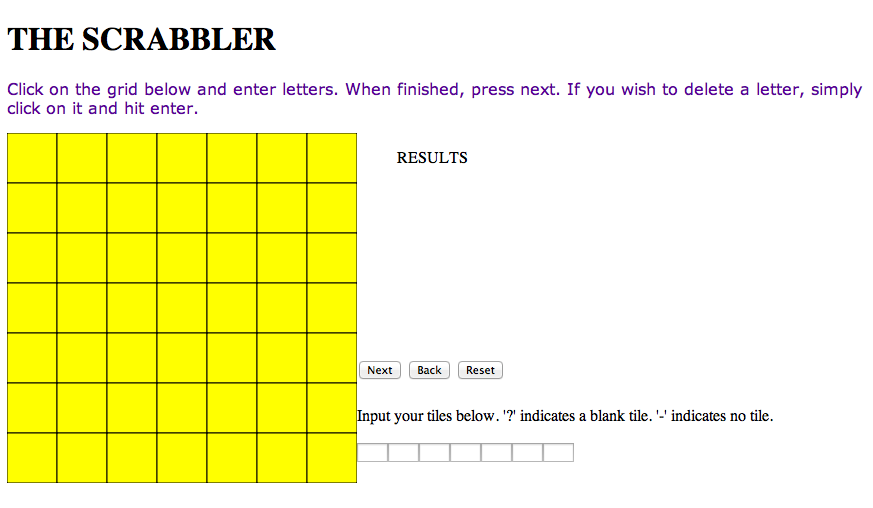 THE SCRABBLER
Click on the grid below and enter letters. When finished, press next. If you wish to delete a letter, simply
click on it and hit enter.
RESULTS
Next Back Reset
Input your tiles below. '?' indicates a blank tile. '-' indicates no tile.